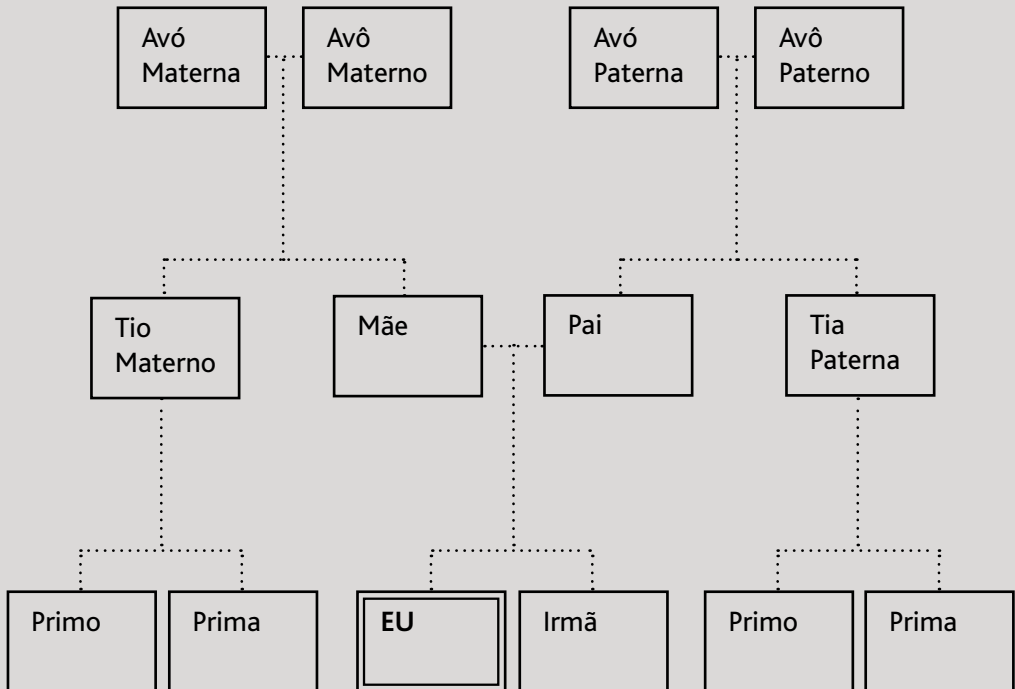 Avó
Materna
Avô
Materno
Avó
Paterna
Avô
Paterno
Tio
Materno
Mãe
Pai
Tia
Paterna
Primo
Prima
EU
Irmã
Primo
Prima